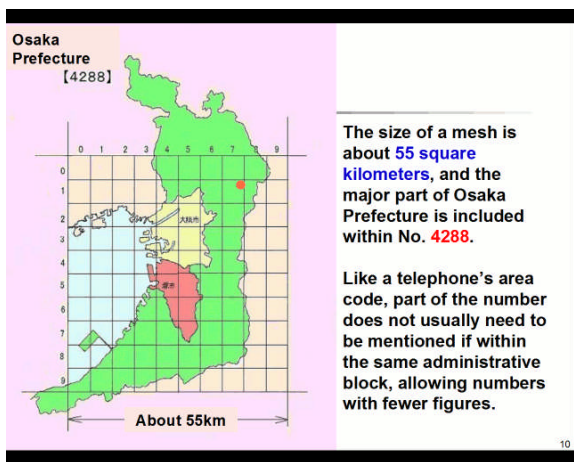 Osaka
Prefecture
【4288】
0 1 2 3 4 5 6 7 8 9
0
1
2
3
4
5
6
7
8
9
大阪市
堺市
About 55km
The size of a mesh is
about 55 square
kilometers, and the
major part of Osaka
Prefecture is included
within No. 4288.
Like a telephone's area
code, part of the number
does not usually need to
be mentioned if within
the same administrative
block, allowing numbers
with fewer figures.
10